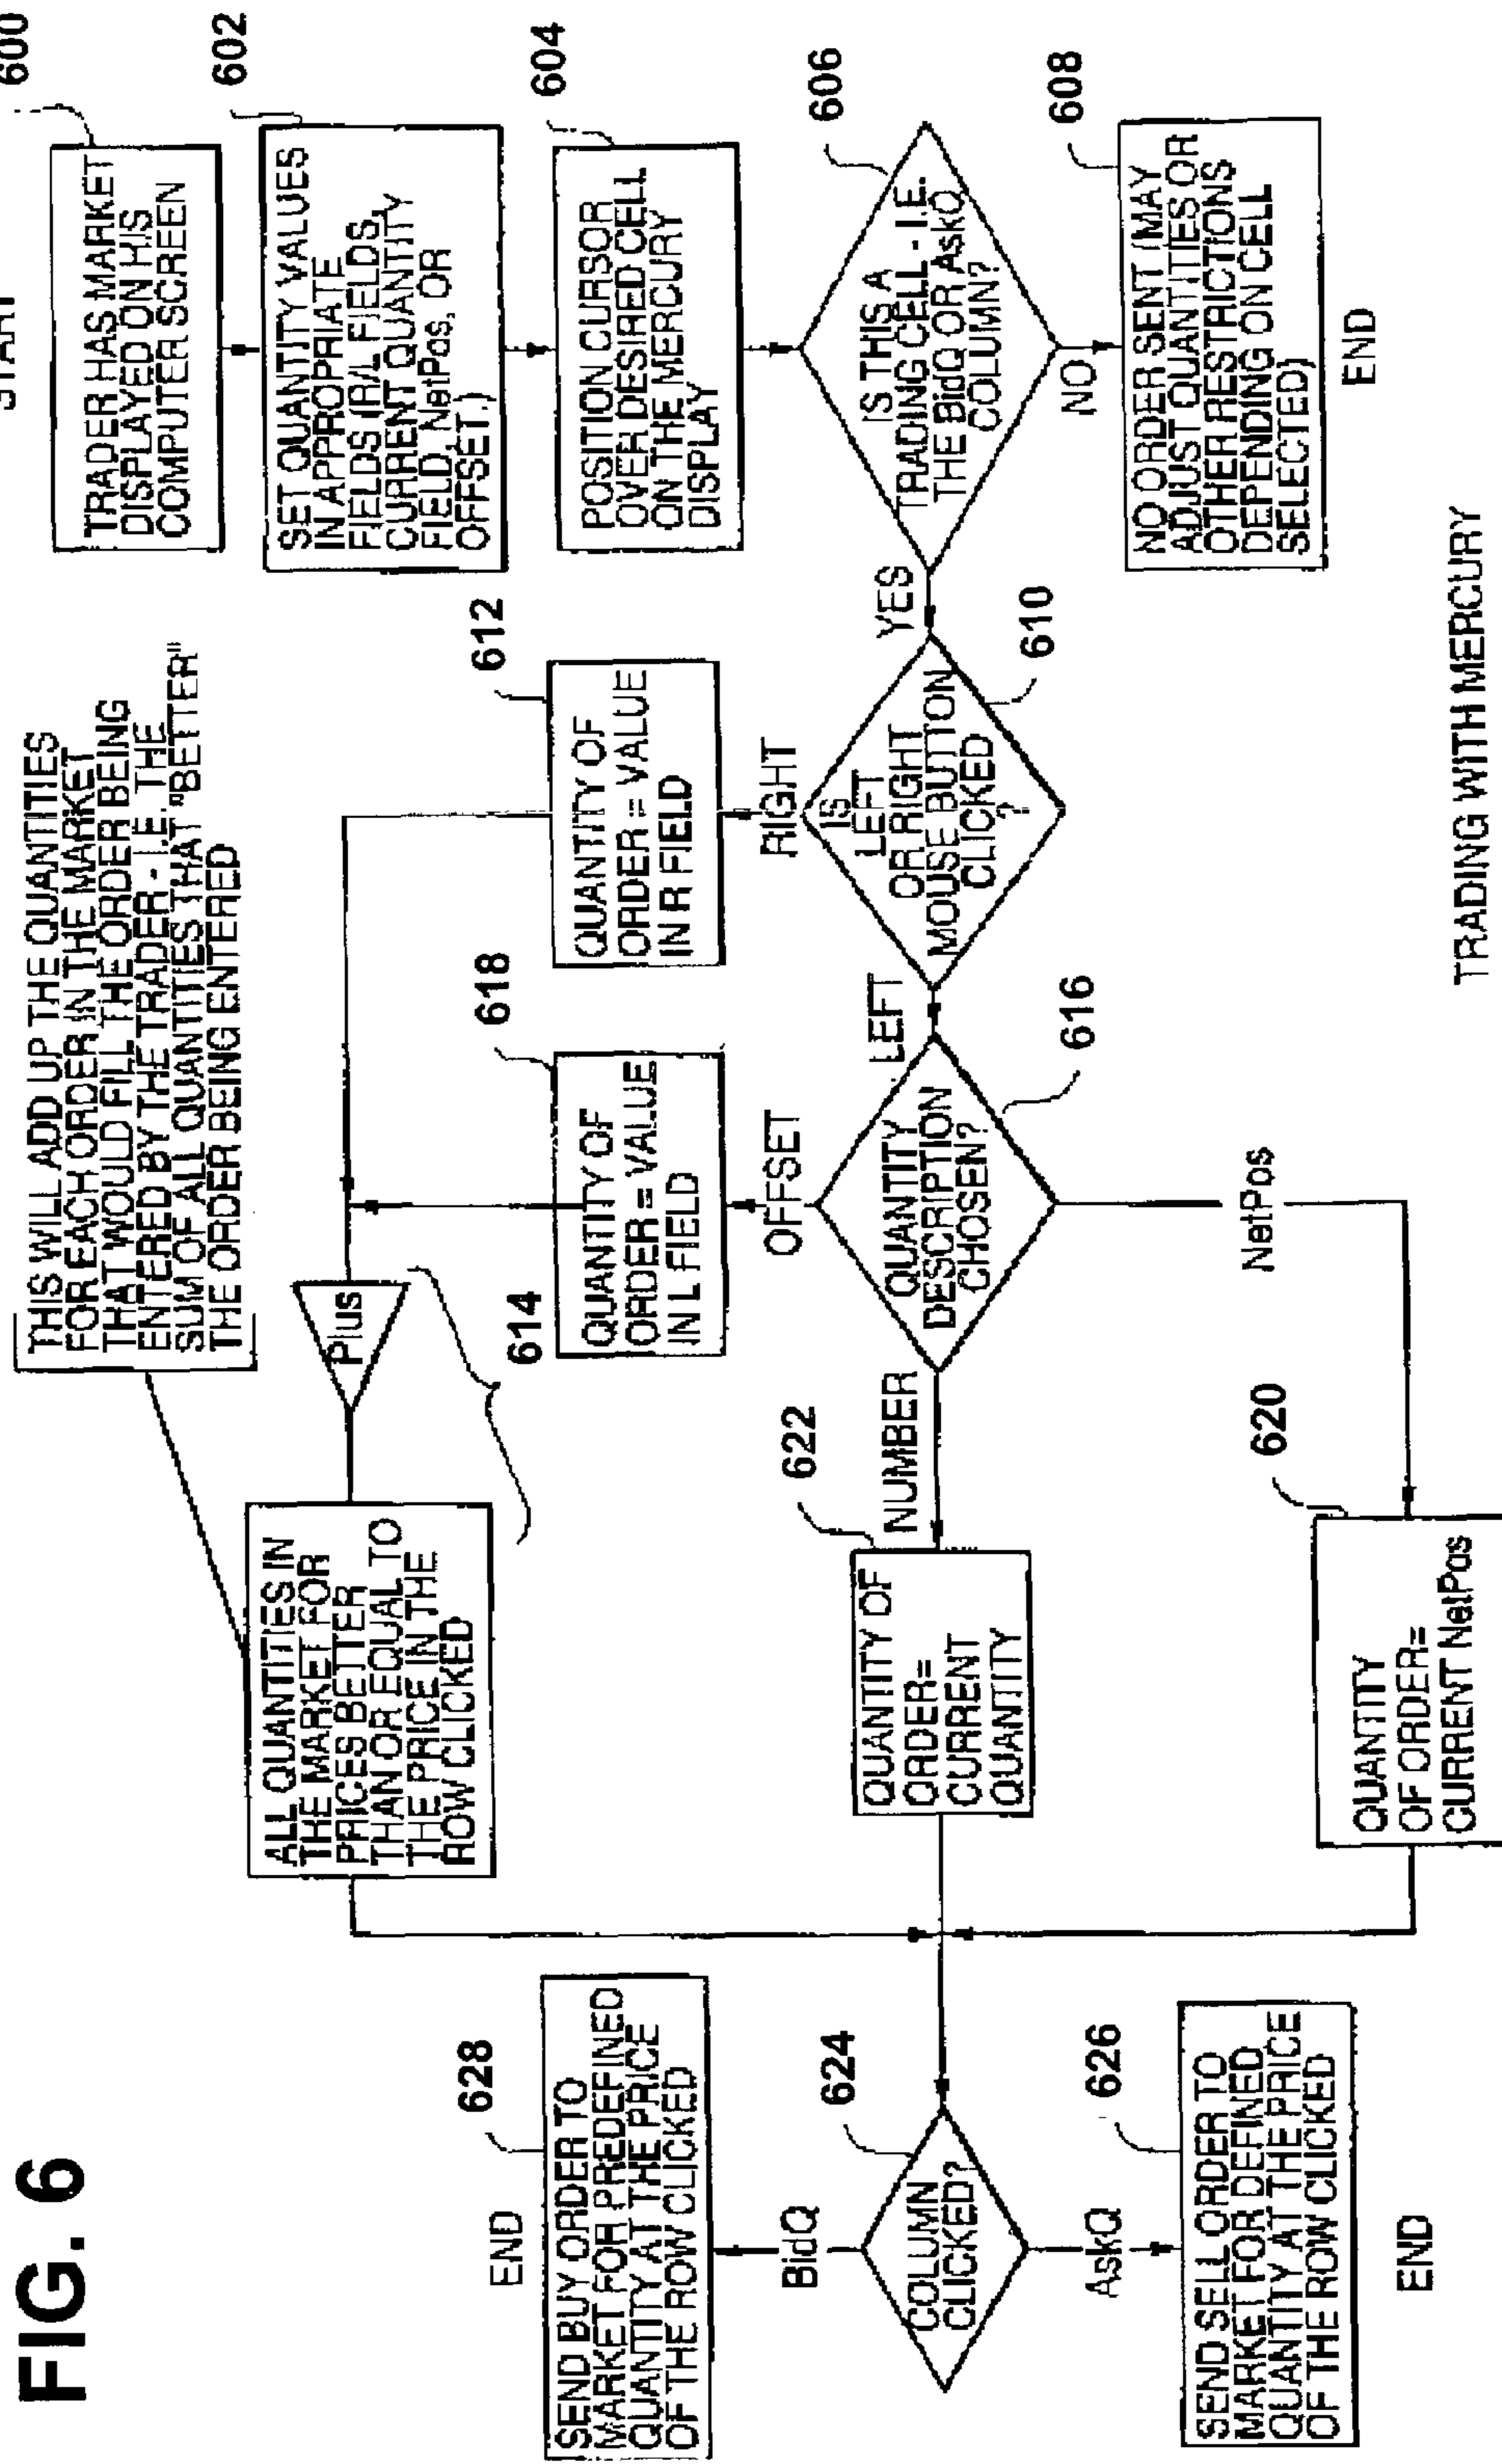 FIG. 6
START
600
TRADER HAS MARKET
DISPLAYED ON HIS
COMPUTER SCREEN
602
SET QUANTITY VALUES
IN APPROPRIATE
FIELDS (R/L FIELDS,
CURRENT QUANTITY
FIELD, NetPos, OR
OFFSET.)
604
POSITION CURSOR
OVER DESIRED CELL
ON THE MERCURY
DISPLAY
606
IS THIS A
TRADING CELL - I.E.
THE BidQ OR AskQ
COLUMN?
NO
608
NO ORDER SENT (MAY
ADJUST QUANTITIES OR
OTHER RESTRICTIONS
DEPENDING ON CELL
SELECTED)
END
YES
610
IS
LEFT
OR RIGHT
MOUSE BUTTON
CLICKED
?
RIGHT
612
QUANTITY OF
ORDER = VALUE
IN R FIELD
LEFT
616
QUANTITY
DESCRIPTION
CHOSEN?
OFFSET
618
QUANTITY OF
ORDER = VALUE
IN L FIELD
614
Plus
THIS WILL ADD UP THE QUANTITIES
FOR EACH ORDER IN THE MARKET
THAT WOULD FILL THE ORDER BEING
ENTERED BY THE TRADER - I.E. THE
SUM OF ALL QUANTITIES THAT "BETTER"
THE ORDER BEING ENTERED
ALL QUANTITIES IN
THE MARKET FOR
PRICES BETTER
THAN OR EQUAL TO
THE PRICE IN THE
ROW CLICKED
NUMBER
622
QUANTITY OF
ORDER=
CURRENT
QUANTITY
NetPos
620
QUANTITY
OF ORDER=
CURRENT NetPos
624
COLUMN
CLICKED?
BidQ
628
SEND BUY ORDER TO
MARKET FOR PREDEFINED
QUANTITY AT THE PRICE
OF THE ROW CLICKED
END
AskQ
626
SEND SELL ORDER TO
MARKET FOR DEFINED
QUANTITY AT THE PRICE
OF THE ROW CLICKED
END
TRADING WITH MERCURY